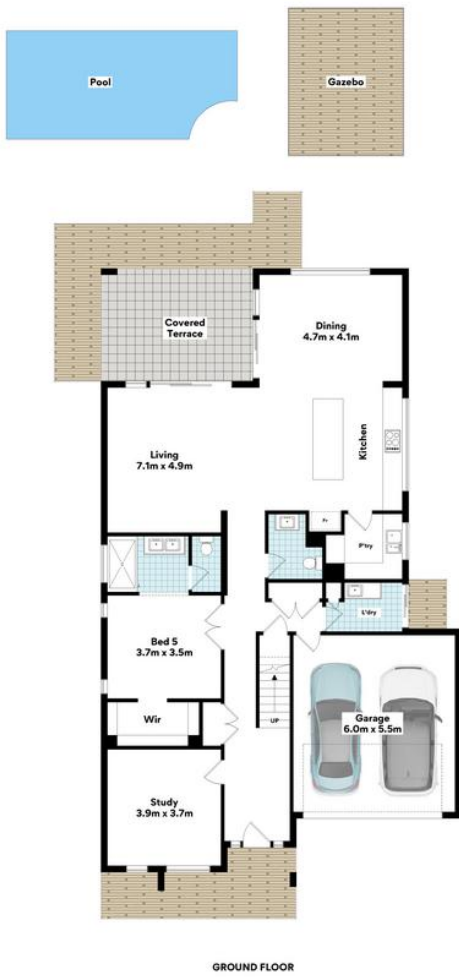 Pool
Gazebo
Covered
Terrace
Dining
4.7m x 4.1m
Living
7.1m x 4.9m
Kitchen
Fr
P'try
L'dry
Bed 5
3.7m x 3.5m
UP
Garage
6.0m x 5.5m
Wir
Study
3.9m x 3.7m
GROUND FLOOR